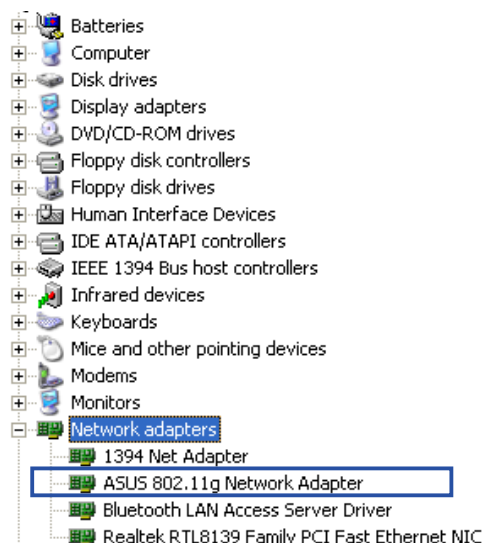 Batteries
Computer
Disk drives
Display adapters
DVD/CD-ROM drives
Floppy disk controllers
Floppy disk drives
Human Interface Devices
IDE ATA/ATAPI controllers
IEEE 1394 Bus host controllers
Infrared devices
Keyboards
Mice and other pointing devices
Modems
Monitors
Network adapters
1394 Net Adapter
ASUS 802.11g Network Adapter
Bluetooth LAN Access Server Driver
Realtek RTL8139 Family PCI Fast Ethernet NIC